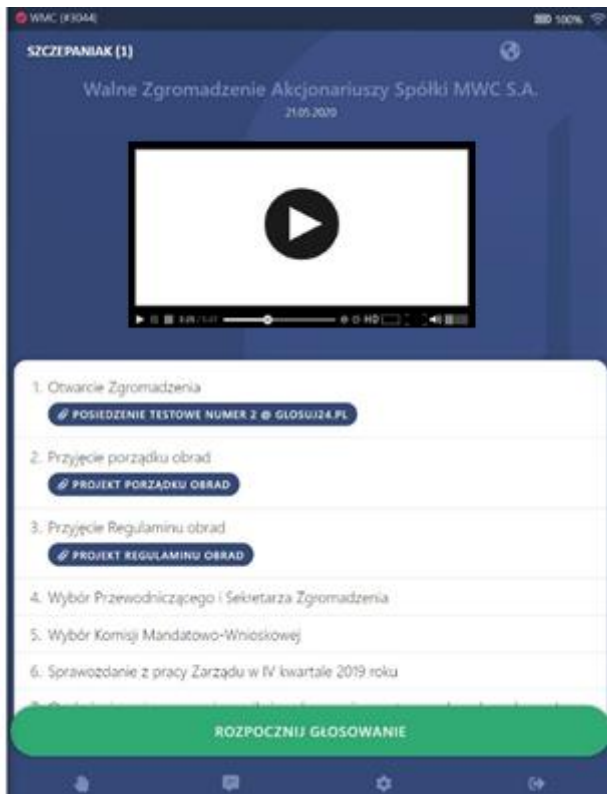 WMC (#3044)
100%
SZCZEPANIAK (1)
Walne Zgromadzenie Akcjonariuszy Spółki MWC S.A.
21.05.2020
HD
1. Otwarcie Zgromadzenia
POSIEDZENIE TESTOWE NUMER 2 @ GLOSUJ24.PL
2. Przyjęcie porządku obrad
PROJEKT PORZĄDKU OBRAD
3. Przyjęcie Regulaminu obrad
PROJEKT REGULAMINU OBRAD
4. Wybór Przewodniczącego i Sekretarza Zgromadzenia
5. Wybór Komisji Mandatowo-Wnioskowej
6. Sprawozdanie z pracy Zarządu w IV kwartale 2019 roku
ROZPOCZNIJ GŁOSOWANIE